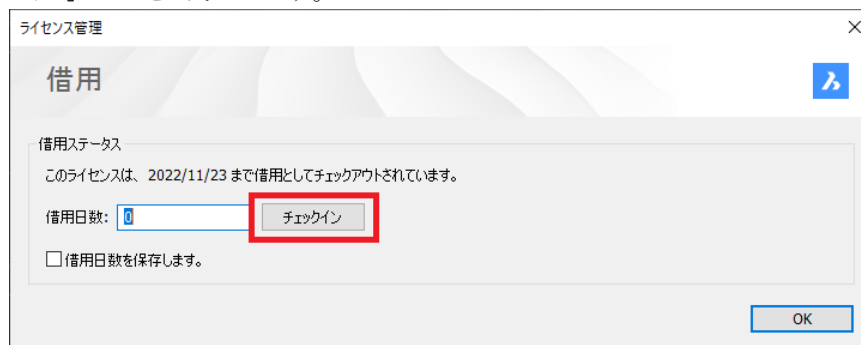 ライセンス管理
借用
借用ステータス
このライセンスは、2022/11/23 まで借用としてチェックアウトされています。
借用日数: 0 チェックイン
借用日数を保存します。
OK